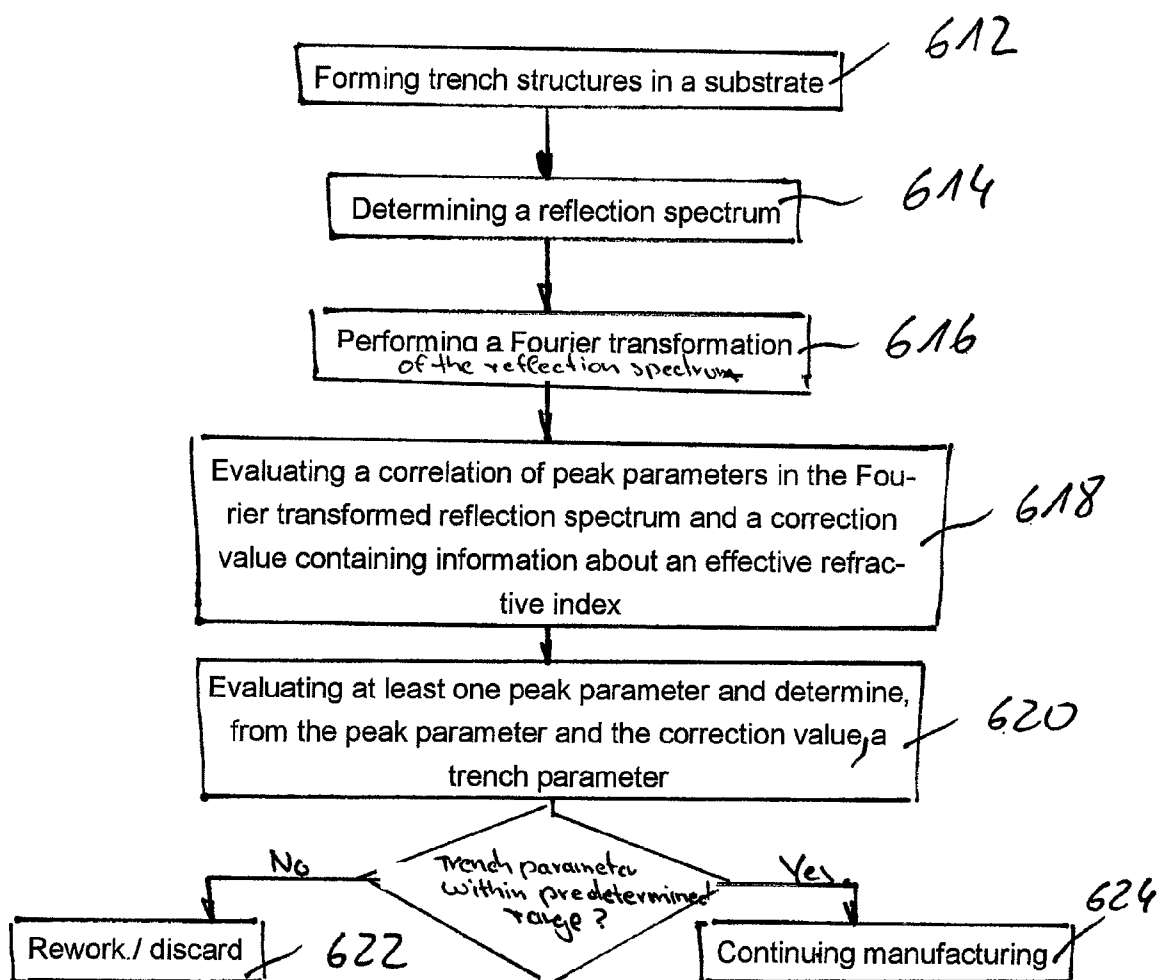 612
Forming trench structures in a substrate
614
Determining a reflection spectrum
616
Performing a Fourier transformation
of the reflection spectrum
Evaluating a correlation of peak parameters in the Fou-
rier transformed reflection spectrum and a correction
value containing information about an effective refrac-
tive index
618
Evaluating at least one peak parameter and determine,
from the peak parameter and the correction value, a
trench parameter
620
No
Trench parameter
within predetermined
range?
Yes
Rework./ discard
622
Continuing manufacturing
624